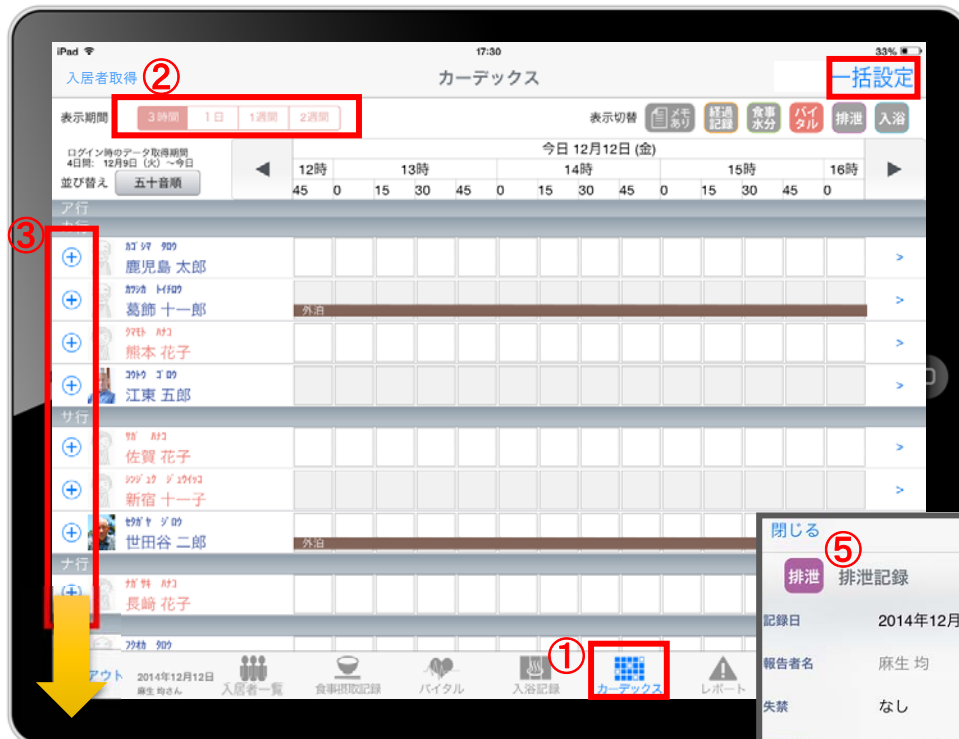 iPad 17:30 33%
入居者取得 ② カーデックス 一括設定
表示期間 3時間 1日 1週間 2週間 表示切替 メモあり 経過記録 食事水分 バイタル 排泄 入浴
ログイン時のデータ取得期間
4日間: 12月9日（火）～今日
今日 12月12日 (金)
並び替え 五十音順 ◀ 12時 13時 14時 15時 16時 ▶
45 0 15 30 45 0 15 30 45 0 15 30 45 0
ア行
カ行
③
カゴシマ タロウ
鹿児島 太郎 >
カツシカ トイチロウ
葛飾 十一郎 外泊 >
クマモト ハナコ
熊本 花子 >
コウトウ ゴロウ
江東 五郎 >
サ行
サガ ハナコ
佐賀 花子 >
シンジュク ジュウイチコ
新宿 十一子 >
セタガヤ ジロウ
世田谷 二郎 外泊
ナ行
ナガサキ ハナコ
長崎 花子
アウト 2014年12月12日
麻生 均さん
入居者一覧 食事摂取記録 バイタル 入浴記録 ① カーデックス レポート
閉じる
⑤
排泄 排泄記録
記録日 2014年12月
報告者名 麻生 均
失禁 なし